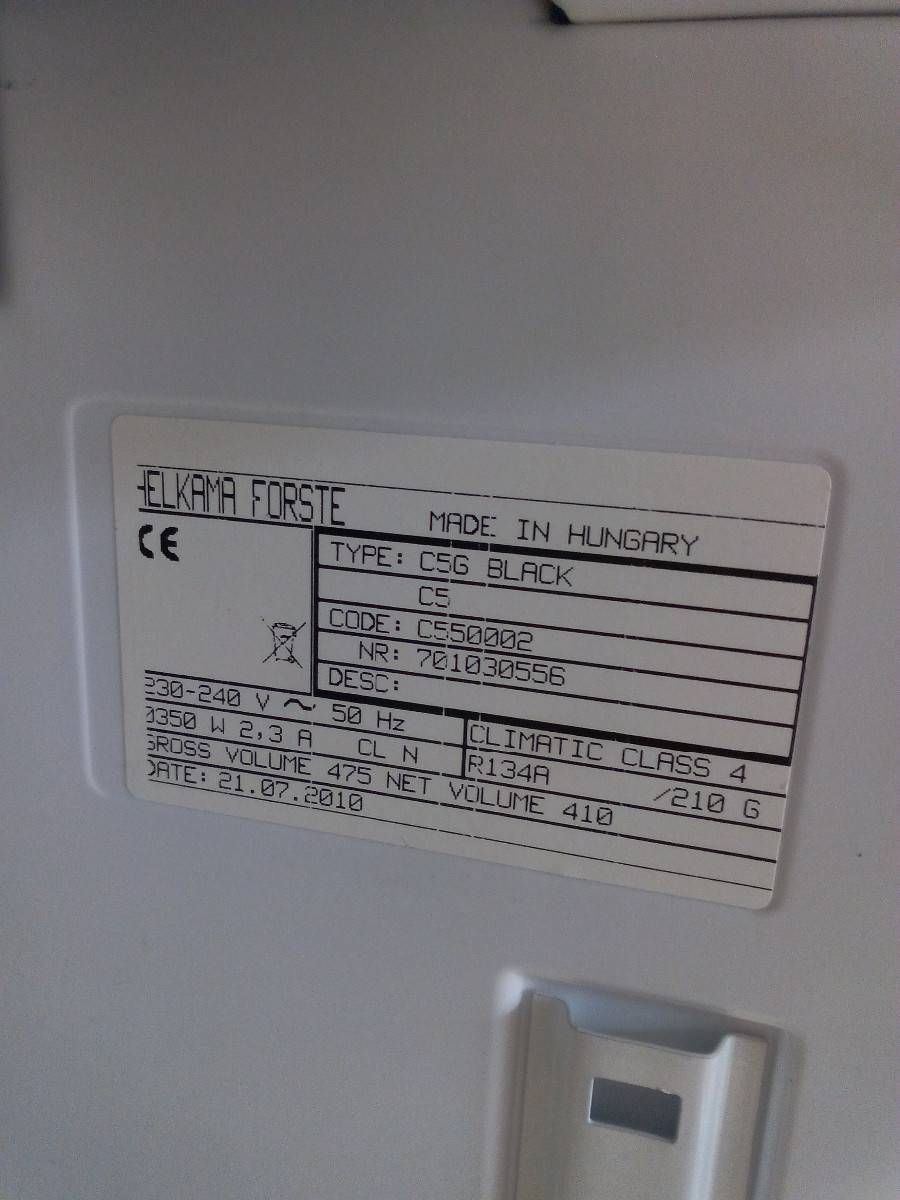 HELKAMA FORSTE
MADE IN HUNGARY
CE
TYPE: C5G BLACK
C5
CODE: C550002
NR: 701030556
DESC:
230-240 V ~ 50 Hz
0350 W 2,3 A CL N
CLIMATIC CLASS 4
R134A /210 G
GROSS VOLUME 475 NET VOLUME 410
DATE: 21.07.2010